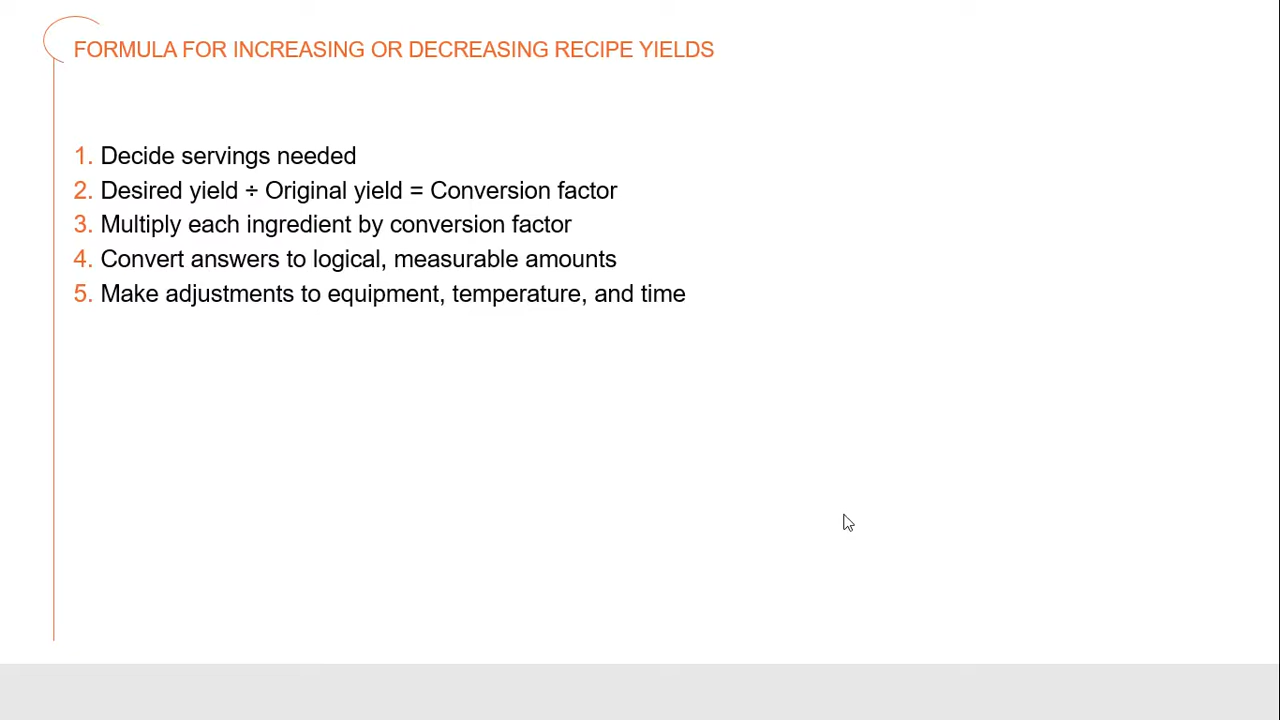 FORMULA FOR INCREASING OR DECREASING RECIPE YIELDS
1. Decide servings needed
2. Desired yield ÷ Original yield = Conversion factor
3. Multiply each ingredient by conversion factor
4. Convert answers to logical, measurable amounts
5. Make adjustments to equipment, temperature, and time